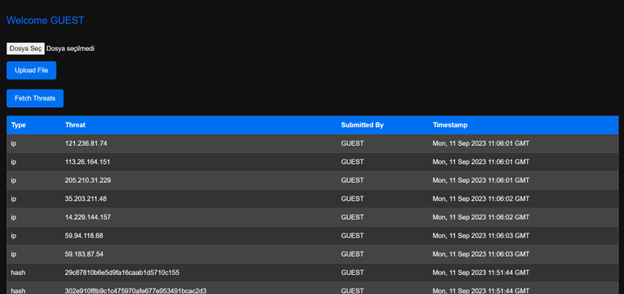 Welcome GUEST
Dosya Seç Dosya seçilmedi
Upload File
Fetch Threats
Type Threat Submitted By Timestamp
ip 121.236.81.74 GUEST Mon, 11 Sep 2023 11:06:01 GMT
ip 113.26.164.151 GUEST Mon, 11 Sep 2023 11:06:01 GMT
ip 205.210.31.229 GUEST Mon, 11 Sep 2023 11:06:01 GMT
ip 35.203.211.48 GUEST Mon, 11 Sep 2023 11:06:02 GMT
ip 14.229.144.157 GUEST Mon, 11 Sep 2023 11:06:02 GMT
ip 59.94.118.68 GUEST Mon, 11 Sep 2023 11:06:03 GMT
ip 59.183.87.54 GUEST Mon, 11 Sep 2023 11:06:03 GMT
hash 29c87810b6e5d9fa16caab1d5710c155 GUEST Mon, 11 Sep 2023 11:51:44 GMT
hash 302e910f8b9c1c475970afe677e953491bcac2d3 GUEST Mon, 11 Sep 2023 11:51:44 GMT